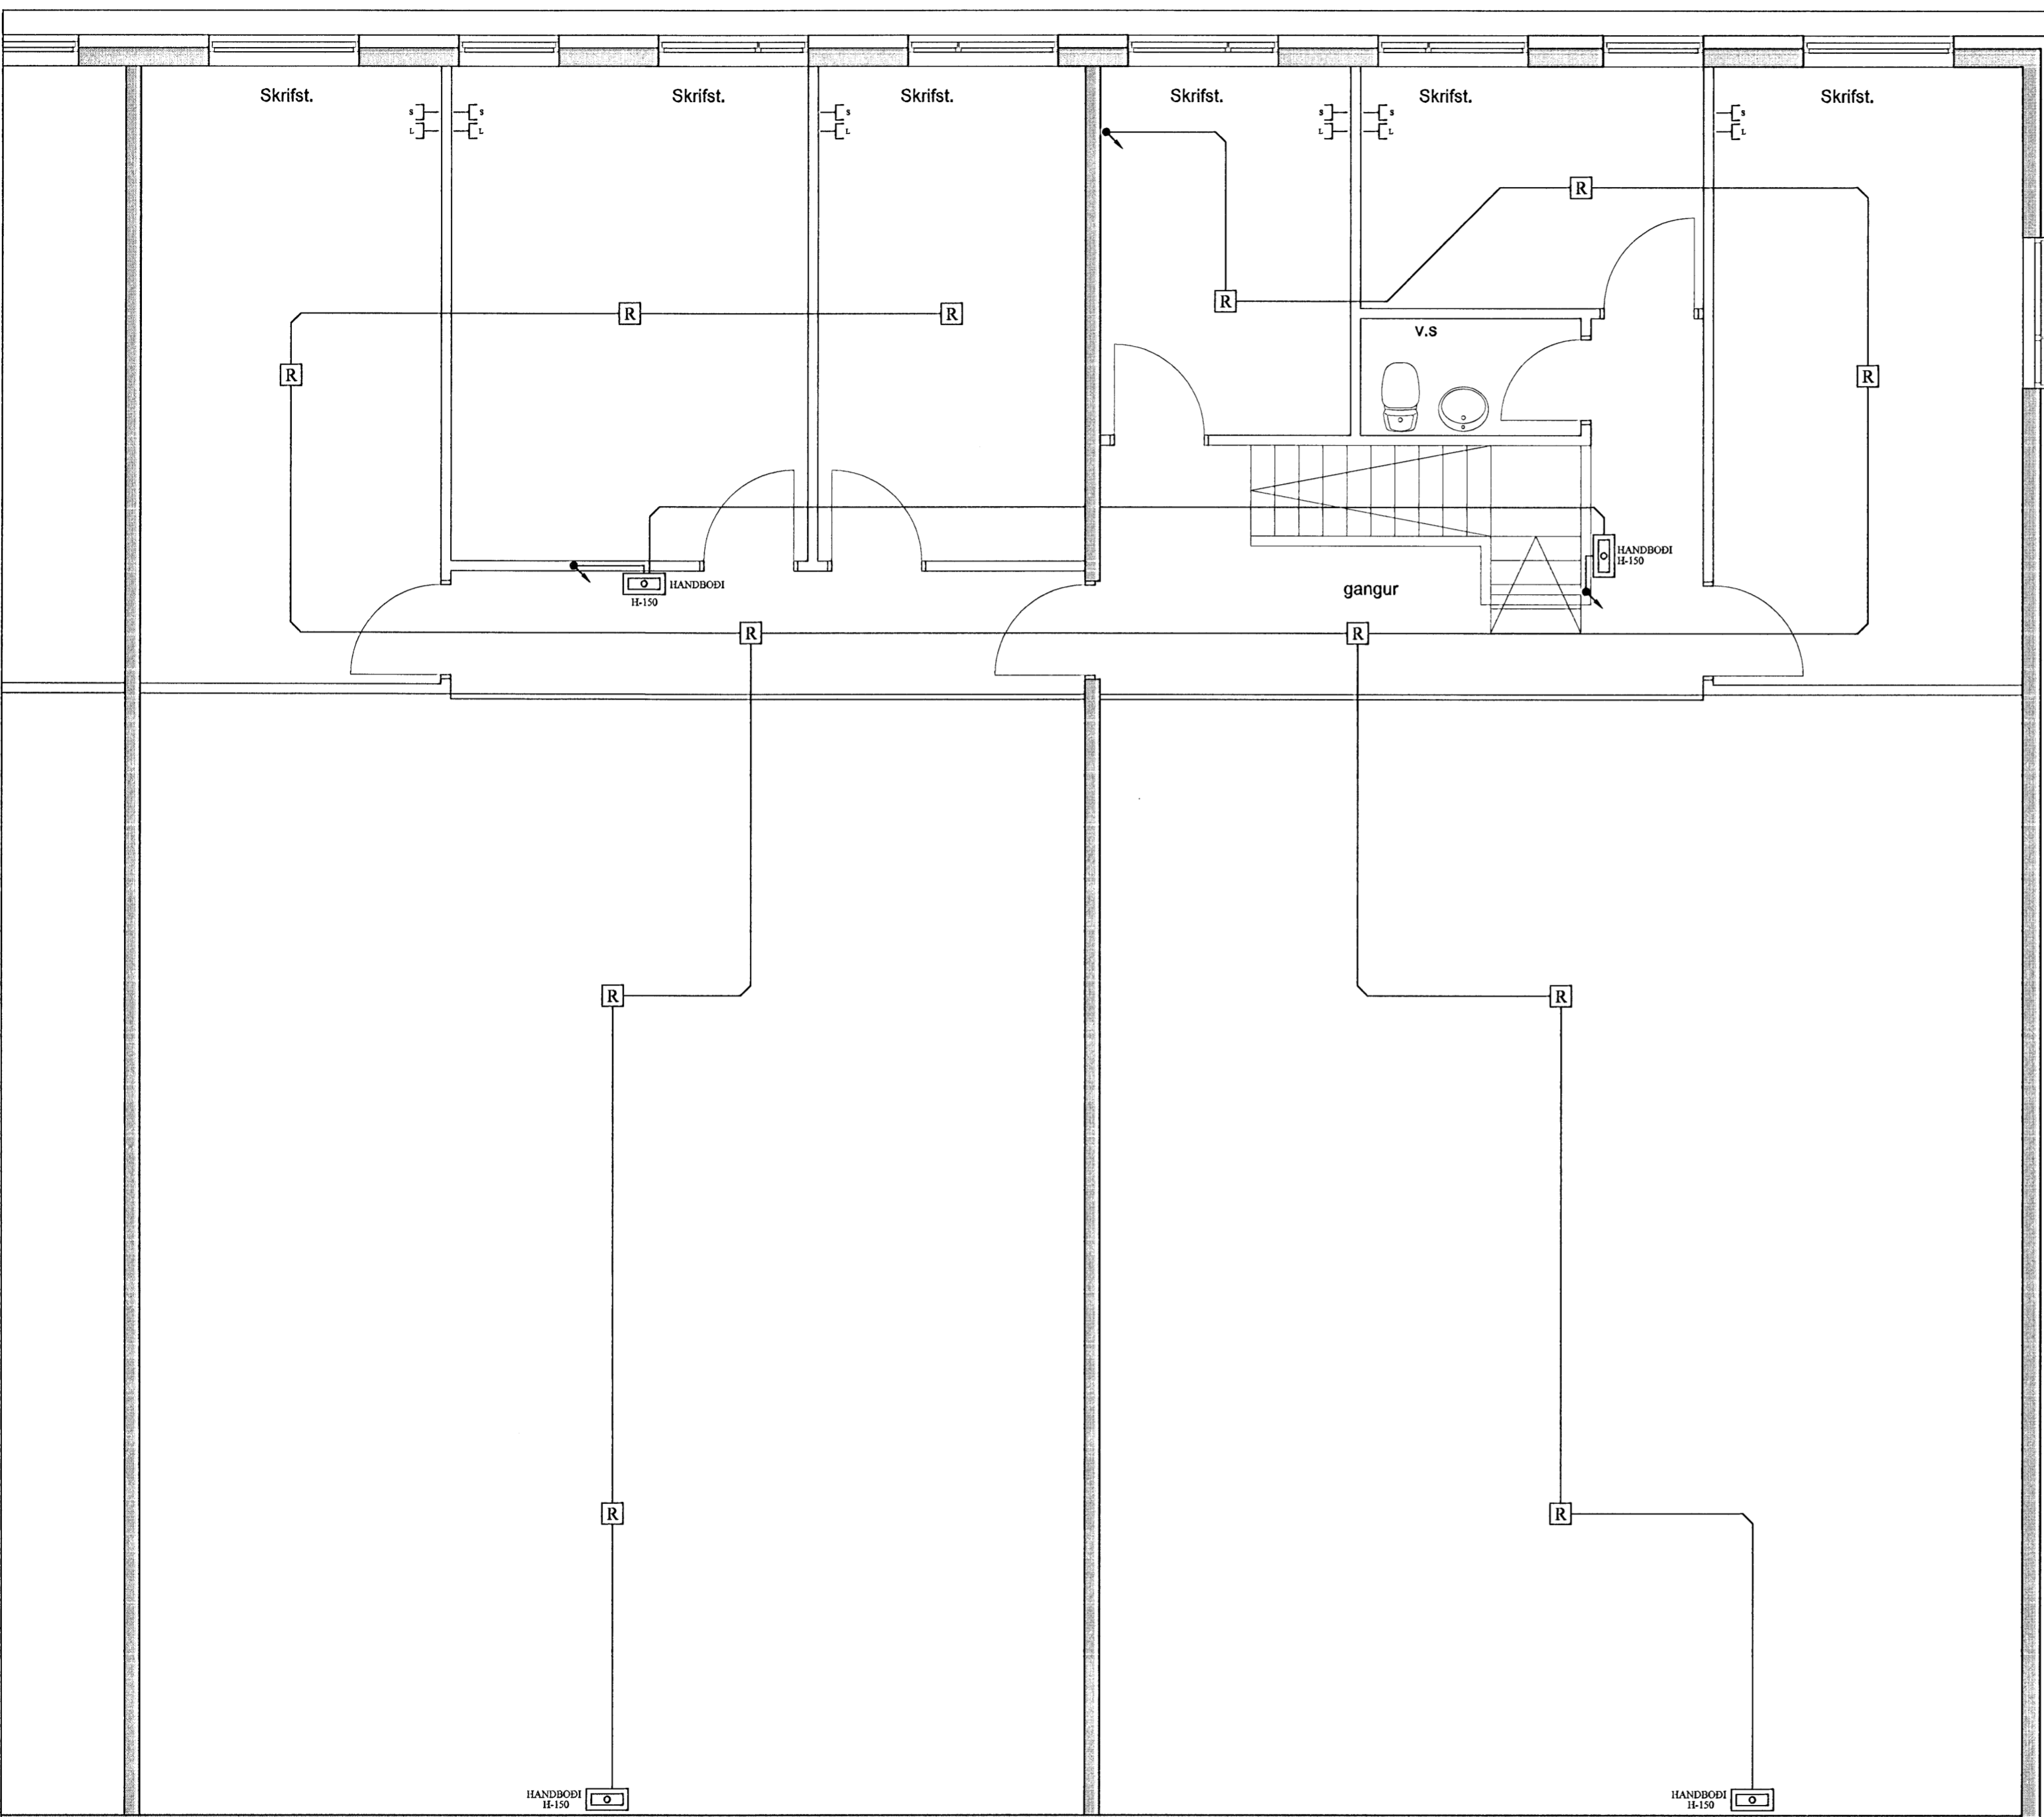 Skrifst.
Skrifst.
Skrifst.
Skrifst.
Skrifst.
Skrifst.
S
S
S
S
S
S
L
L
L
L
L
L
R
R
R
R
v.s
R
R
HANDBOÐI
H-150
HANDBOÐI
H-150
gangur
R
R
R
R
R
R
HANDBOÐI
H-150
HANDBOÐI
H-150